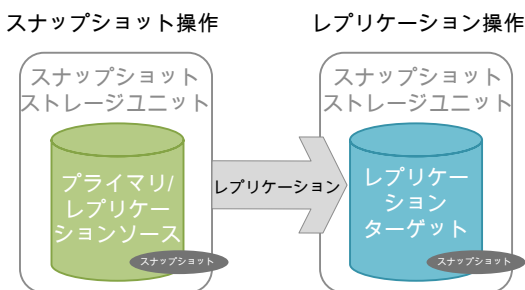 スナップショット操作
レプリケーション操作
スナップショット
ストレージユニット
スナップショット
ストレージユニット
プライマリ/
レプリケー
ションソース
スナップショット
レプリケーション
レプリケー
ション
ターゲット
スナップショット